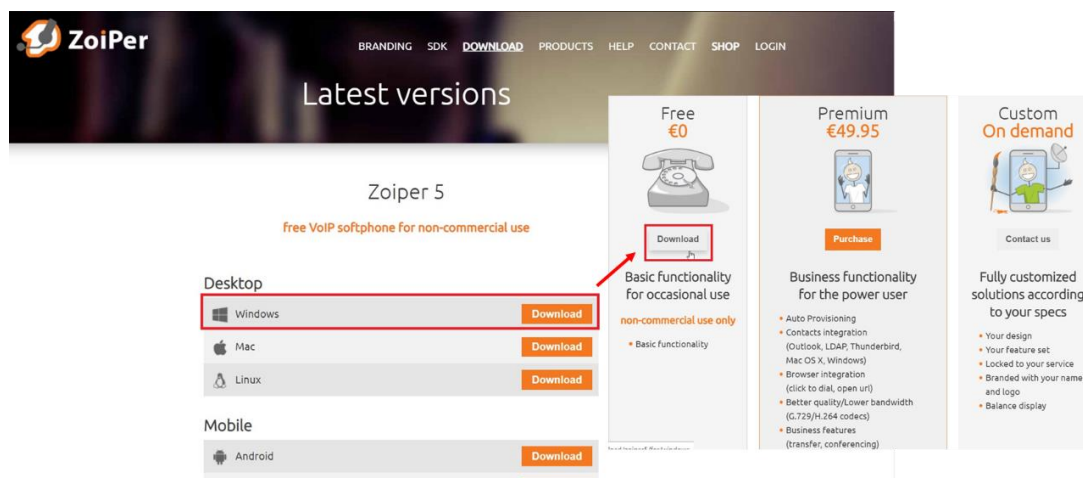 ZoiPer
BRANDING SDK DOWNLOAD PRODUCTS HELP CONTACT SHOP LOGIN
Latest versions
Zoiper 5
free VoIP softphone for non-commercial use
Desktop
Windows Download
Mac Download
Linux Download
Mobile
Android Download
Free
€0
Download
Basic functionality
for occasional use
non-commercial use only
• Basic functionality
Premium
€49.95
Purchase
Business functionality
for the power user
• Auto Provisioning
• Contacts integration
(Outlook, LDAP, Thunderbird,
Mac OS X, Windows)
• Browser integration
(click to dial, open url)
• Better quality/Lower bandwidth
(G.729/H.264 codecs)
• Business features
(transfer, conferencing)
Custom
On demand
Contact us
Fully customized
solutions according
to your specs
• Your design
• Your feature set
• Locked to your service
• Branded with your name
and logo
• Balance display